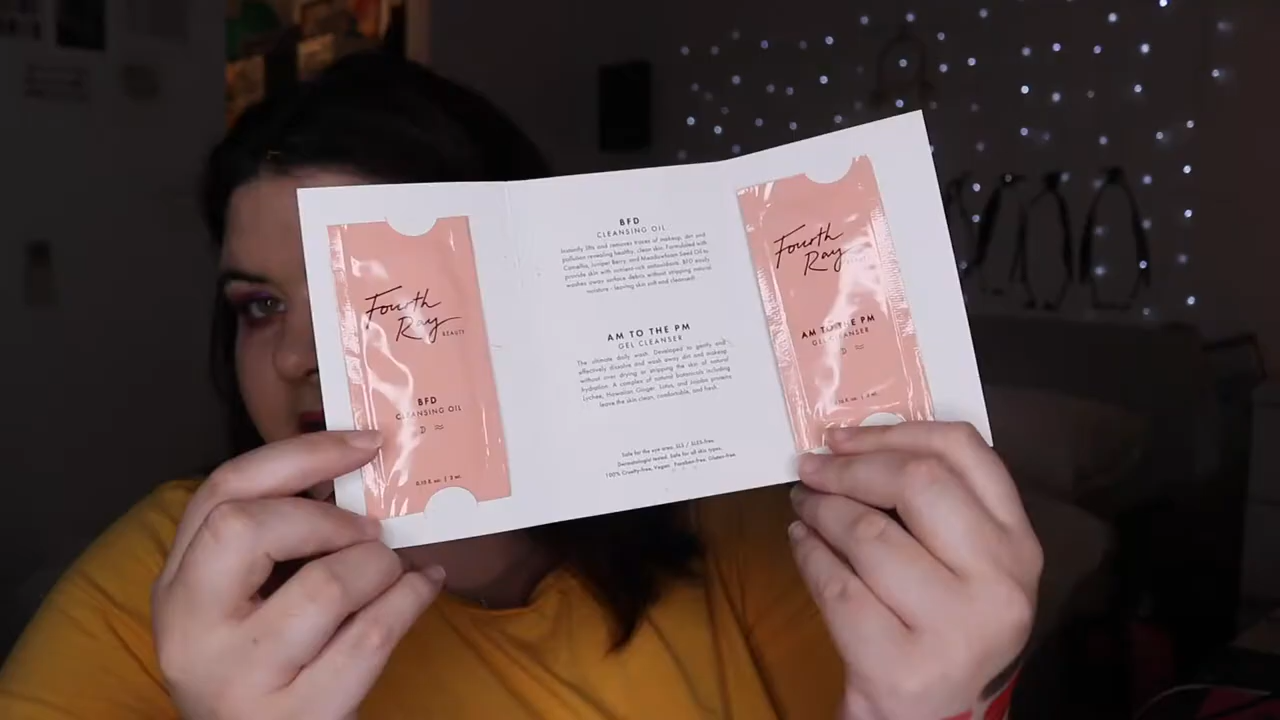 Fourth
Ray
BEAUTY
BFD
CLEANSING OIL
0.10 fl. oz. | 3 ml.
BFD
CLEANSING OIL
Instantly lifts and removes traces of makeup, dirt and
pollution revealing healthy, clean skin. Formulated with
Camellia, Juniper Berry, and Meadowfoam Seed Oil to
provide skin with nutrient-rich antioxidants. BFD easily
washes away surface debris without stripping natural
moisture - leaving skin soft and cleansed!
AM TO THE PM
GEL CLEANSER
The ultimate daily wash. Developed to gently and
effectively dissolve and wash away dirt and makeup
without over drying or stripping the skin of natural
hydration. A complex of natural botanicals including
Lychee, Hawaiian Ginger, Lotus, and Jojoba proteins
leave the skin clean, comfortable, and fresh.
Safe for the eye area. SLS / SLES-free.
Dermatologist tested. Safe for all skin types.
100% Cruelty-free, Vegan. Paraben-free. Gluten-free.
Fourth
Ray
BEAUTY
AM TO THE PM
GEL CLEANSER